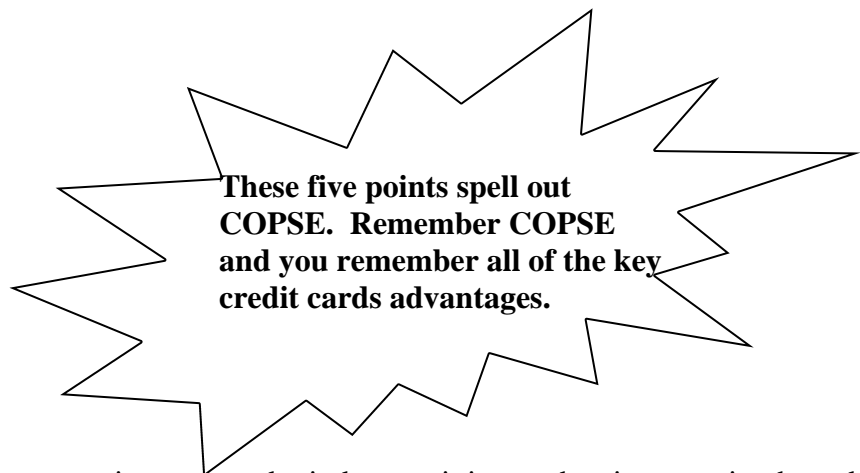 These five points spell out
COPSE. Remember COPSE
and you remember all of the key
credit cards advantages.